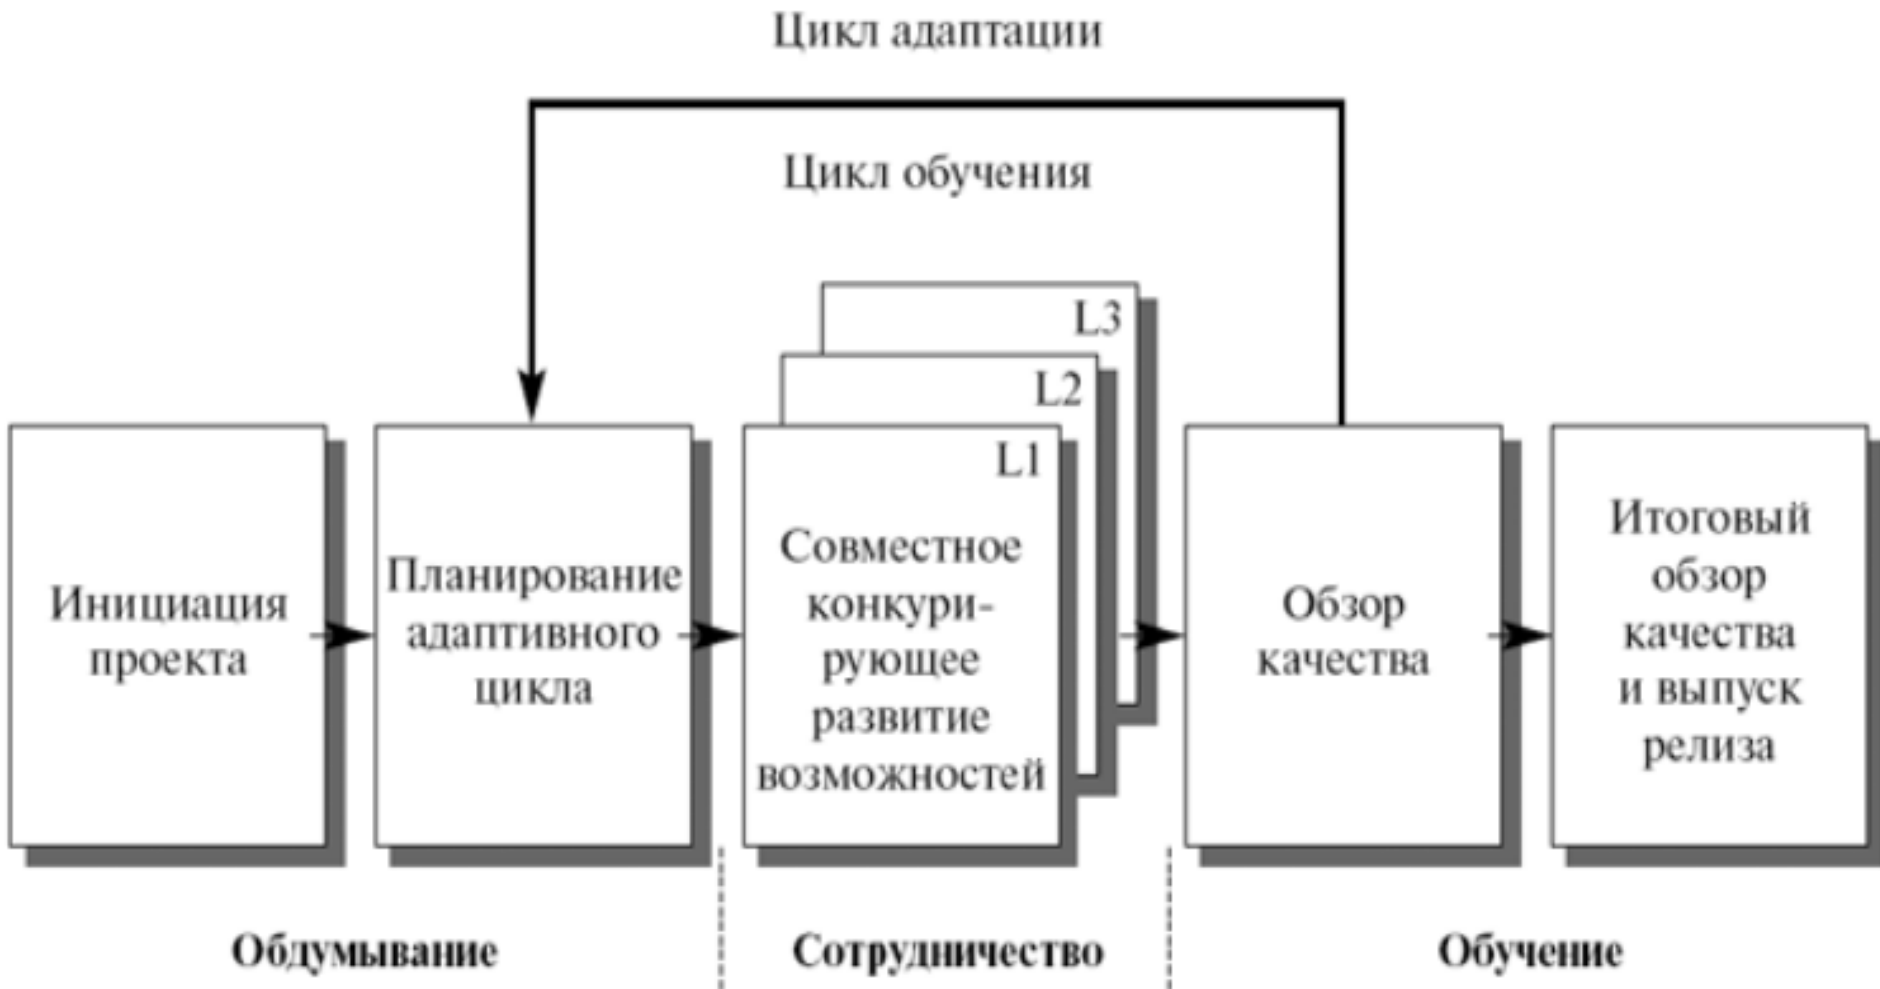 Цикл адаптации
Цикл обучения
L3
L2
L1
Инициация
проекта
Планирование
адаптивного
цикла
Совместное
конкури-
рующее
развитие
возможностей
Обзор
качества
Итоговый
обзор
качества
и выпуск
релиза
Обдумывание
Сотрудничество
Обучение